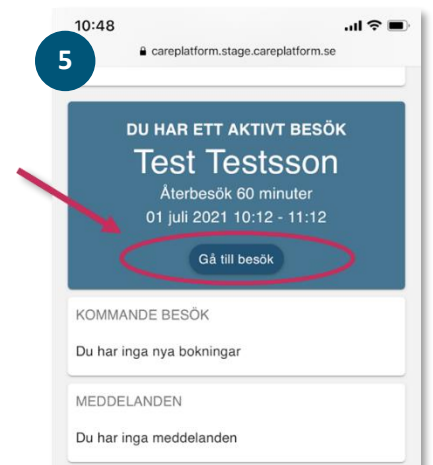 10:48
careplatform.stage.careplatform.se
5
DU HAR ETT AKTIVT BESÖK
Test Testsson
Återbesök 60 minuter
01 juli 2021 10:12 - 11:12
Gå till besök
KOMMANDE BESÖK
Du har inga nya bokningar
MEDDELANDEN
Du har inga meddelanden